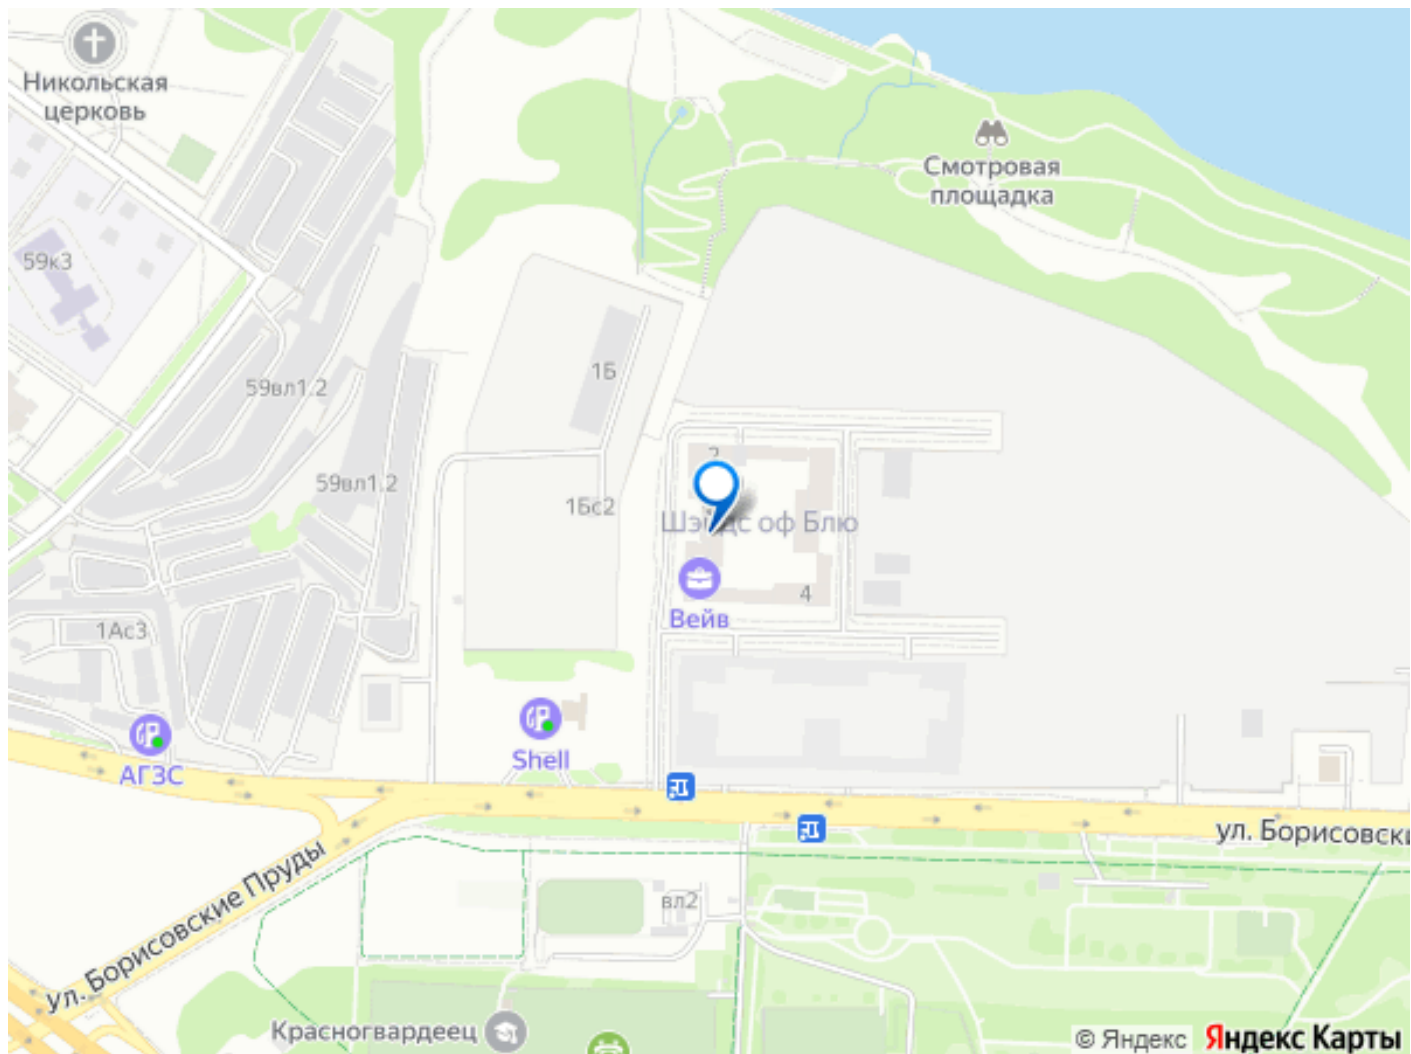 Никольская
церковь
Смотровая
площадка
59к3
1Б
59вл1.2
2
59вл1.2
1Бс2
Шэйдс оф Блю
4
Вейв
1Ас3
Shell
АГЗС
ул. Борисовски
ул. Борисовские Пруды
вл2
Красногвардеец
© Яндекс Яндекс Карты